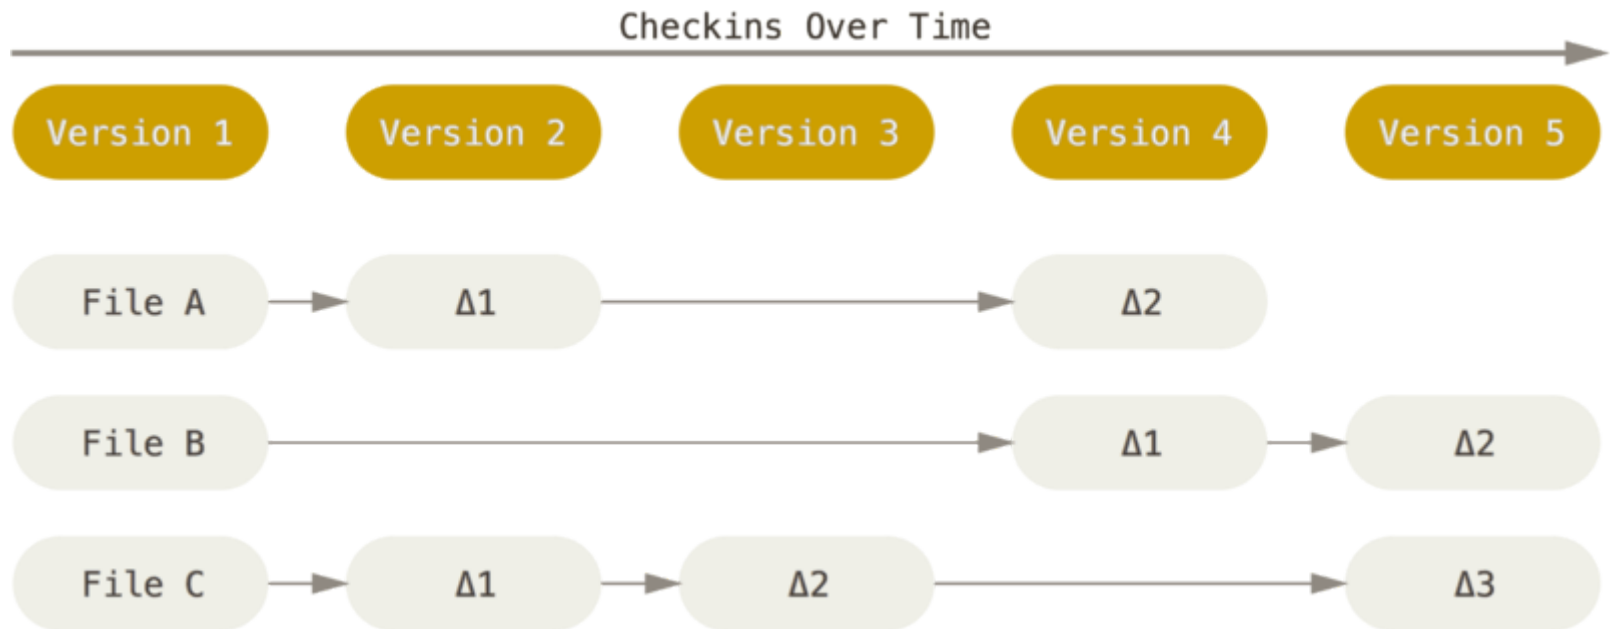 Checkins Over Time
Version 1 Version 2 Version 3 Version 4 Version 5
File A Δ1 Δ2
File B Δ1 Δ2
File C Δ1 Δ2 Δ3